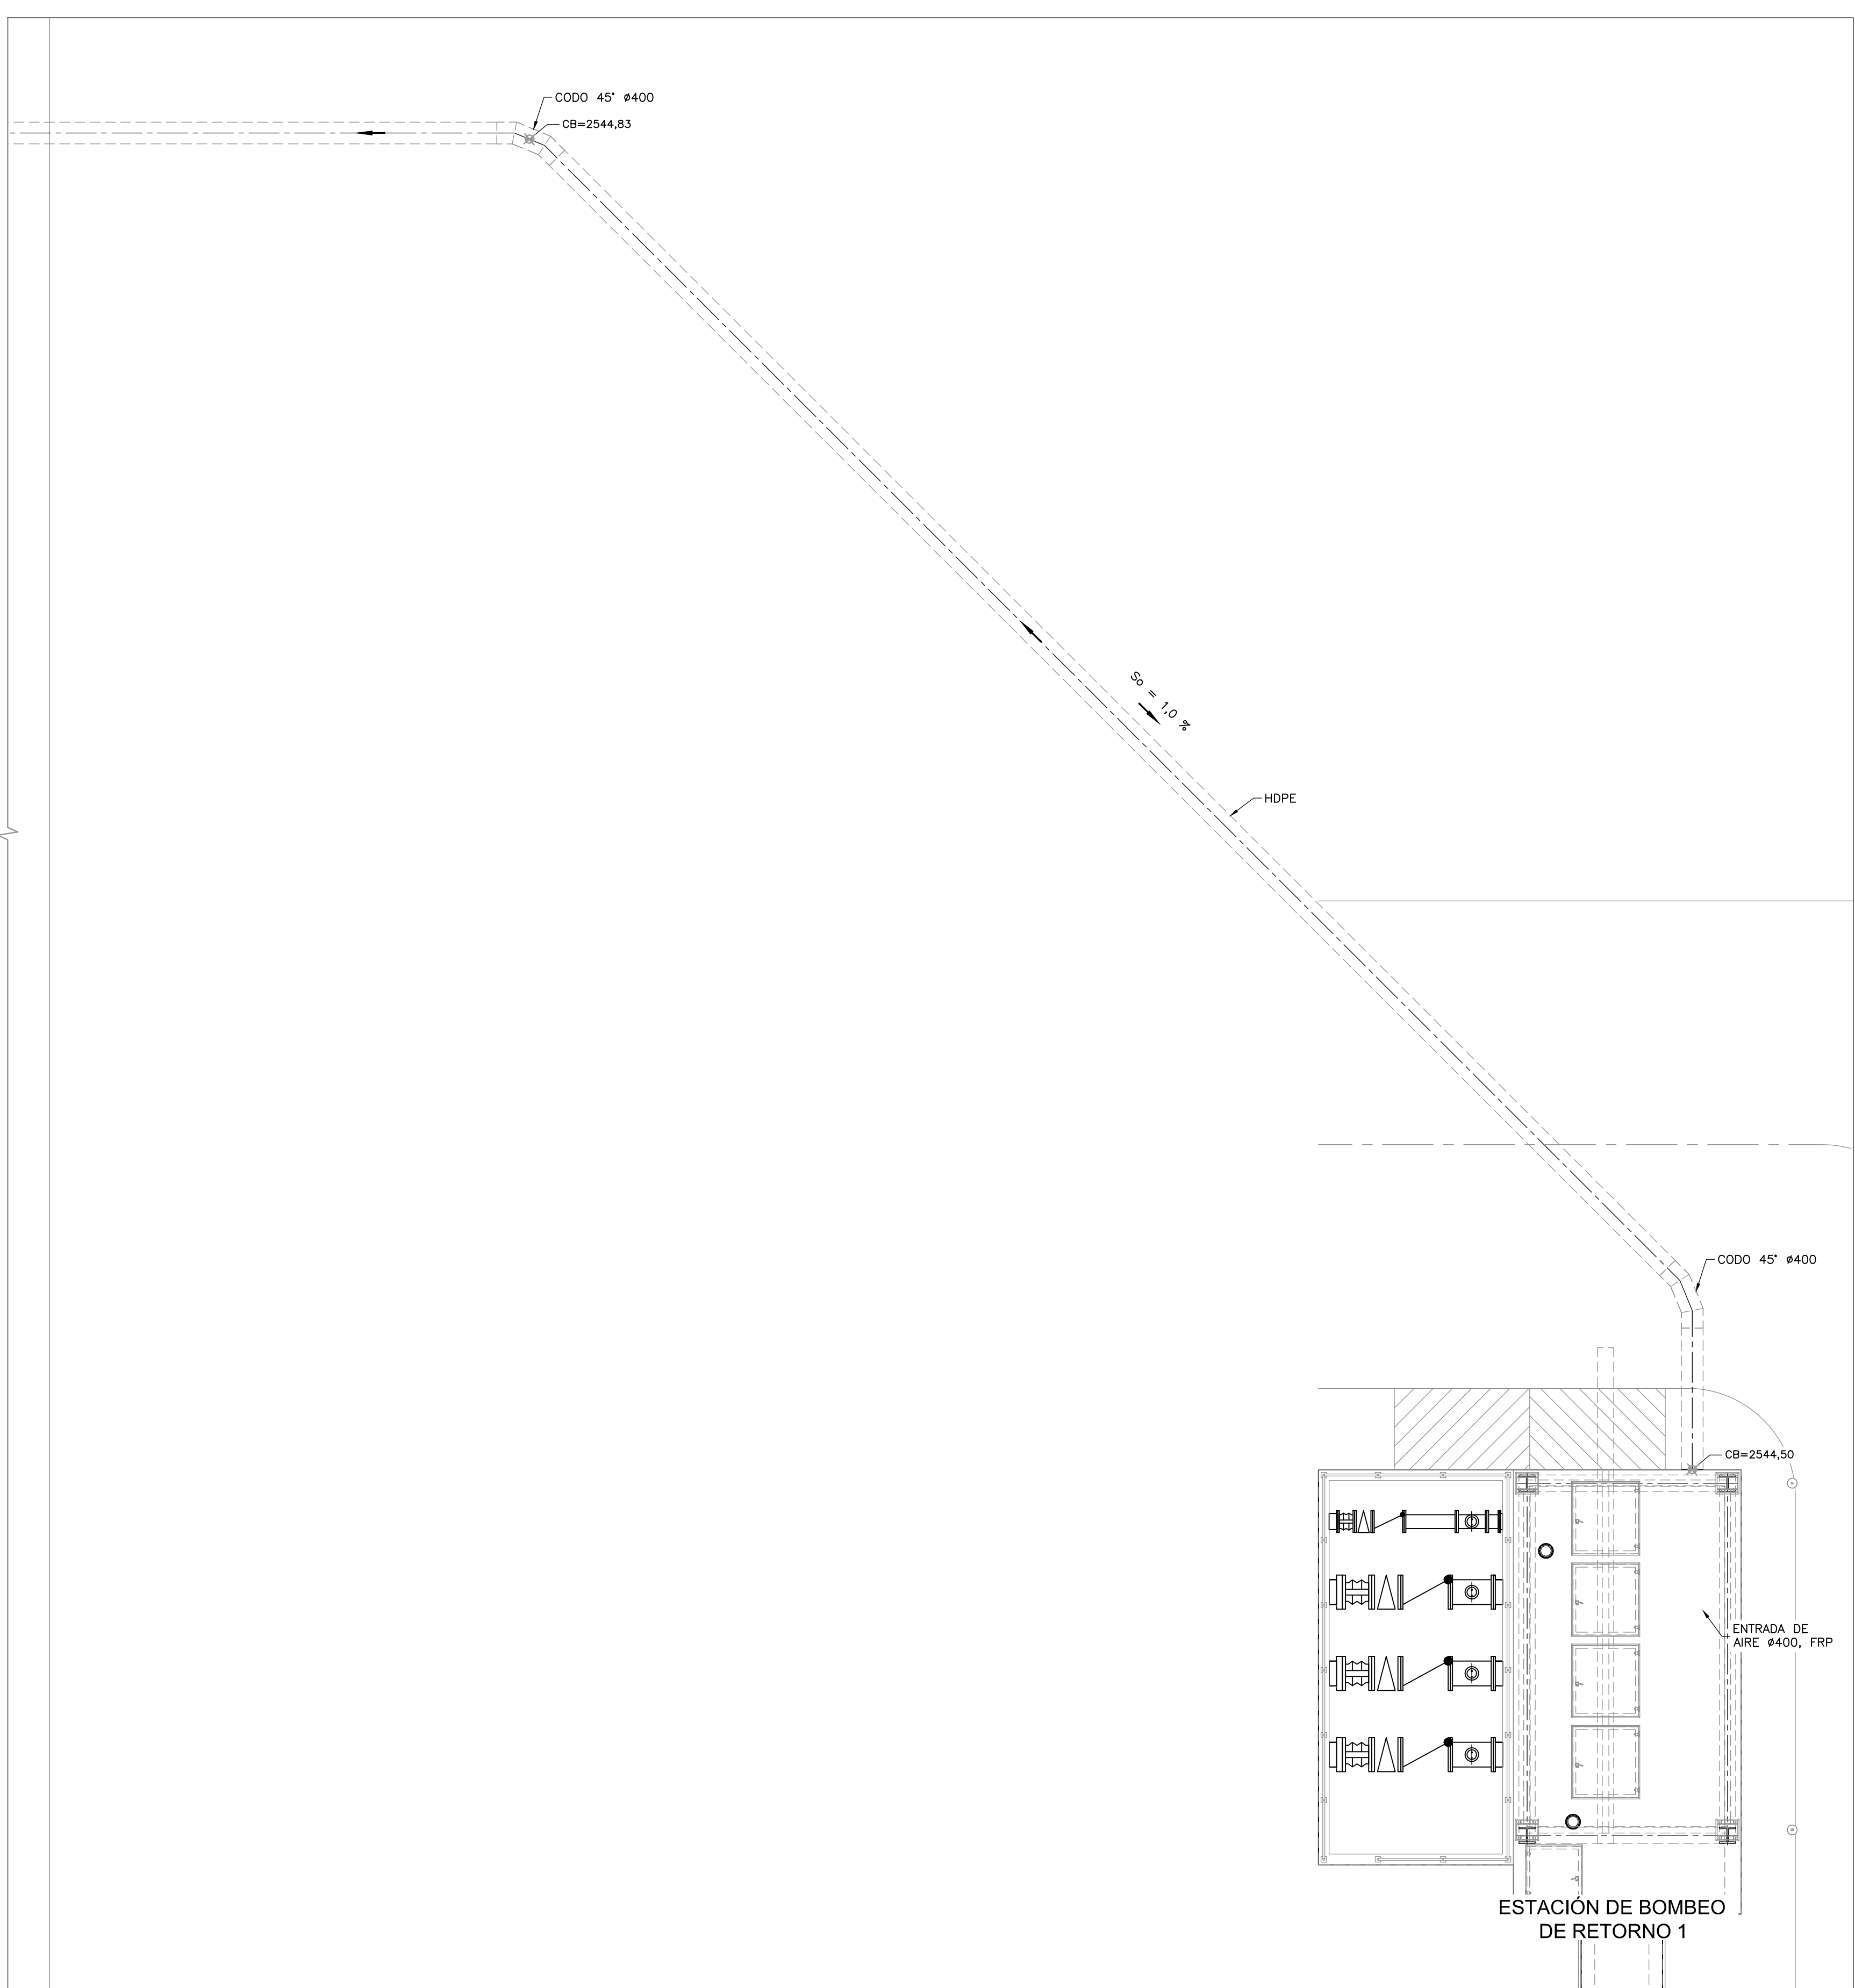 CODO 45° ø400
CB=2544,83
So = 1,0 %
HDPE
CODO 45° ø400
CB=2544,50
ENTRADA DE
AIRE ø400, FRP
ESTACIÓN DE BOMBEO
DE RETORNO 1